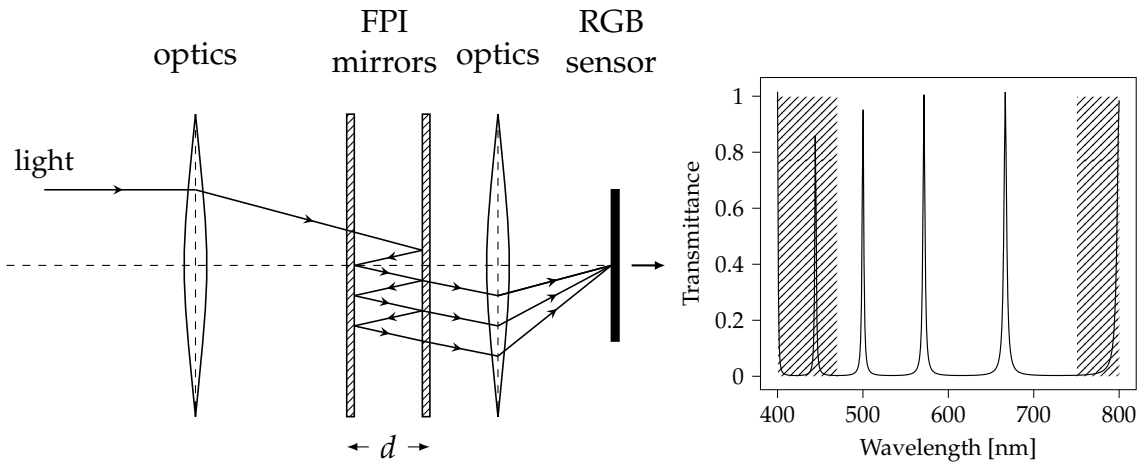 optics
FPI
mirrors
optics
RGB
sensor
light
d
Transmittance
1
0.8
0.6
0.4
0.2
0
400 500 600 700 800
Wavelength [nm]